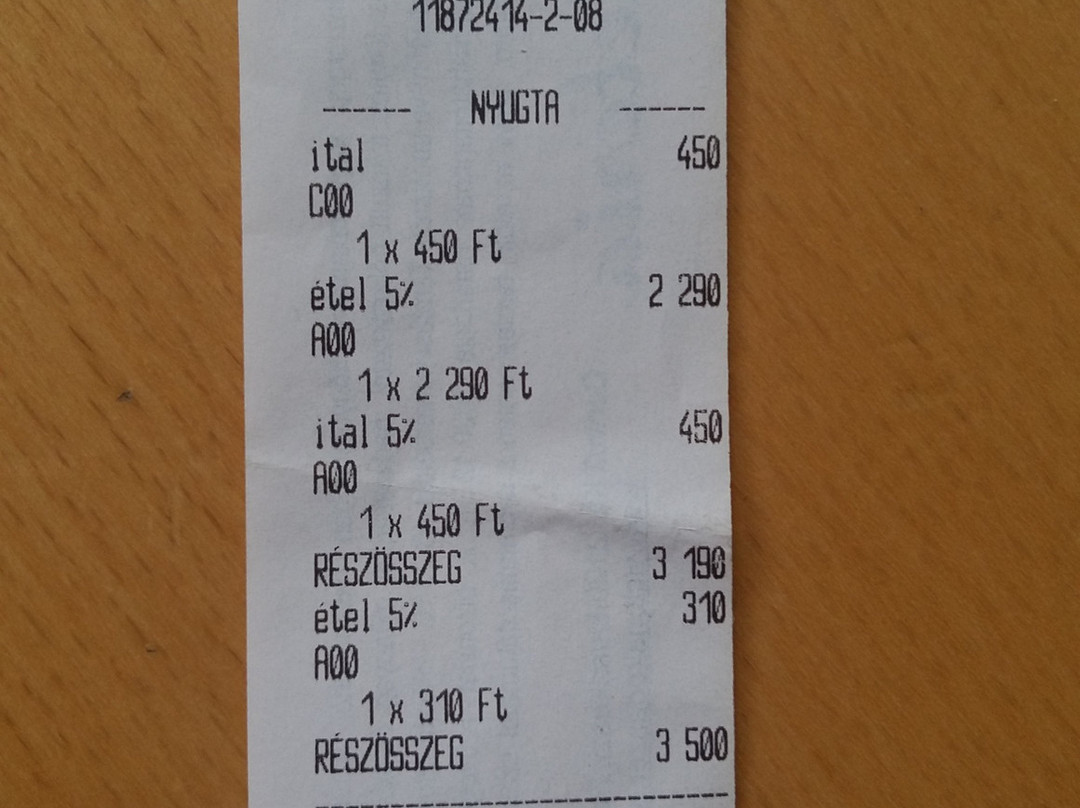 11872414-2-08
------ NYUGTA ------
ital 450
C00
1 x 450 Ft
étel 5% 2 290
A00
1 x 2 290 Ft
ital 5% 450
A00
1 x 450 Ft
RÉSZÖSSZEG 3 190
étel 5% 310
A00
1 x 310 Ft
RÉSZÖSSZEG 3 500